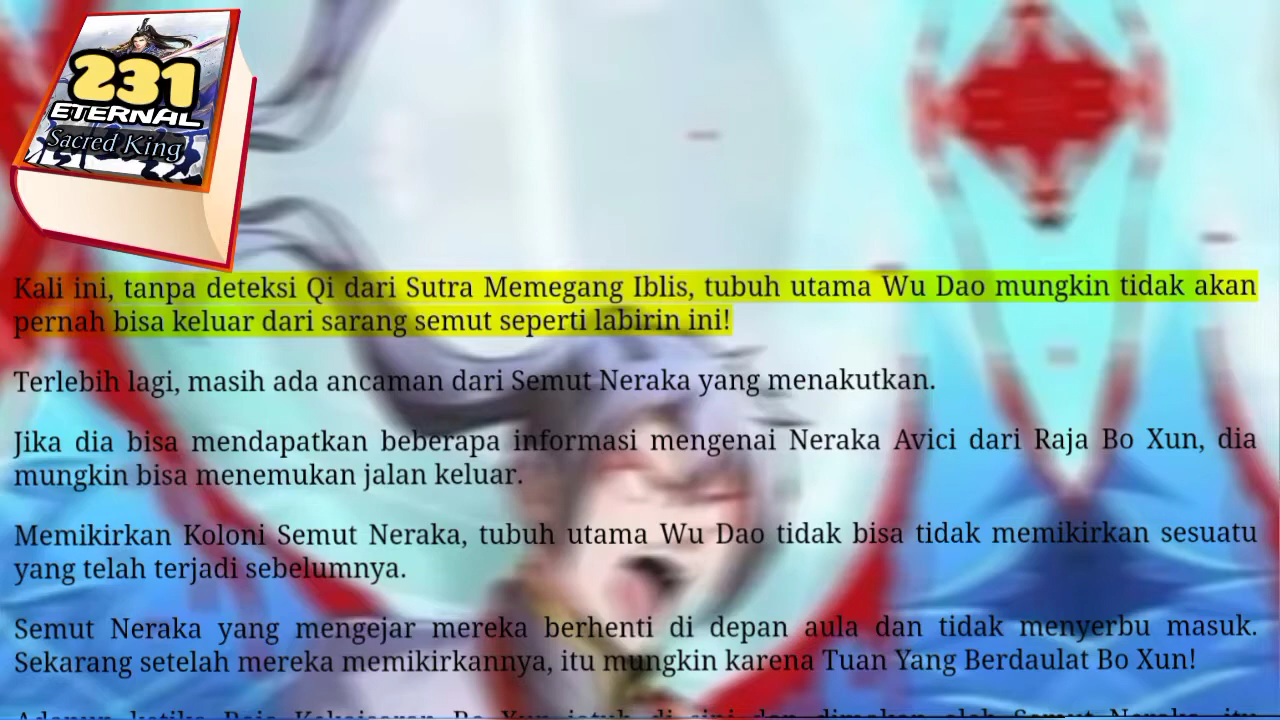 231
ETERNAL
Sacred King
Kali ini, tanpa deteksi Qi dari Sutra Memegang Iblis, tubuh utama Wu Dao mungkin tidak akan
pernah bisa keluar dari sarang semut seperti labirin ini!
Terlebih lagi, masih ada ancaman dari Semut Neraka yang menakutkan.
Jika dia bisa mendapatkan beberapa informasi mengenai Neraka Avici dari Raja Bo Xun, dia
mungkin bisa menemukan jalan keluar.
Memikirkan Koloni Semut Neraka, tubuh utama Wu Dao tidak bisa tidak memikirkan sesuatu
yang telah terjadi sebelumnya.
Semut Neraka yang mengejar mereka berhenti di depan aula dan tidak menyerbu masuk.
Sekarang setelah mereka memikirkannya, itu mungkin karena Tuan Yang Berdaulat Bo Xun!